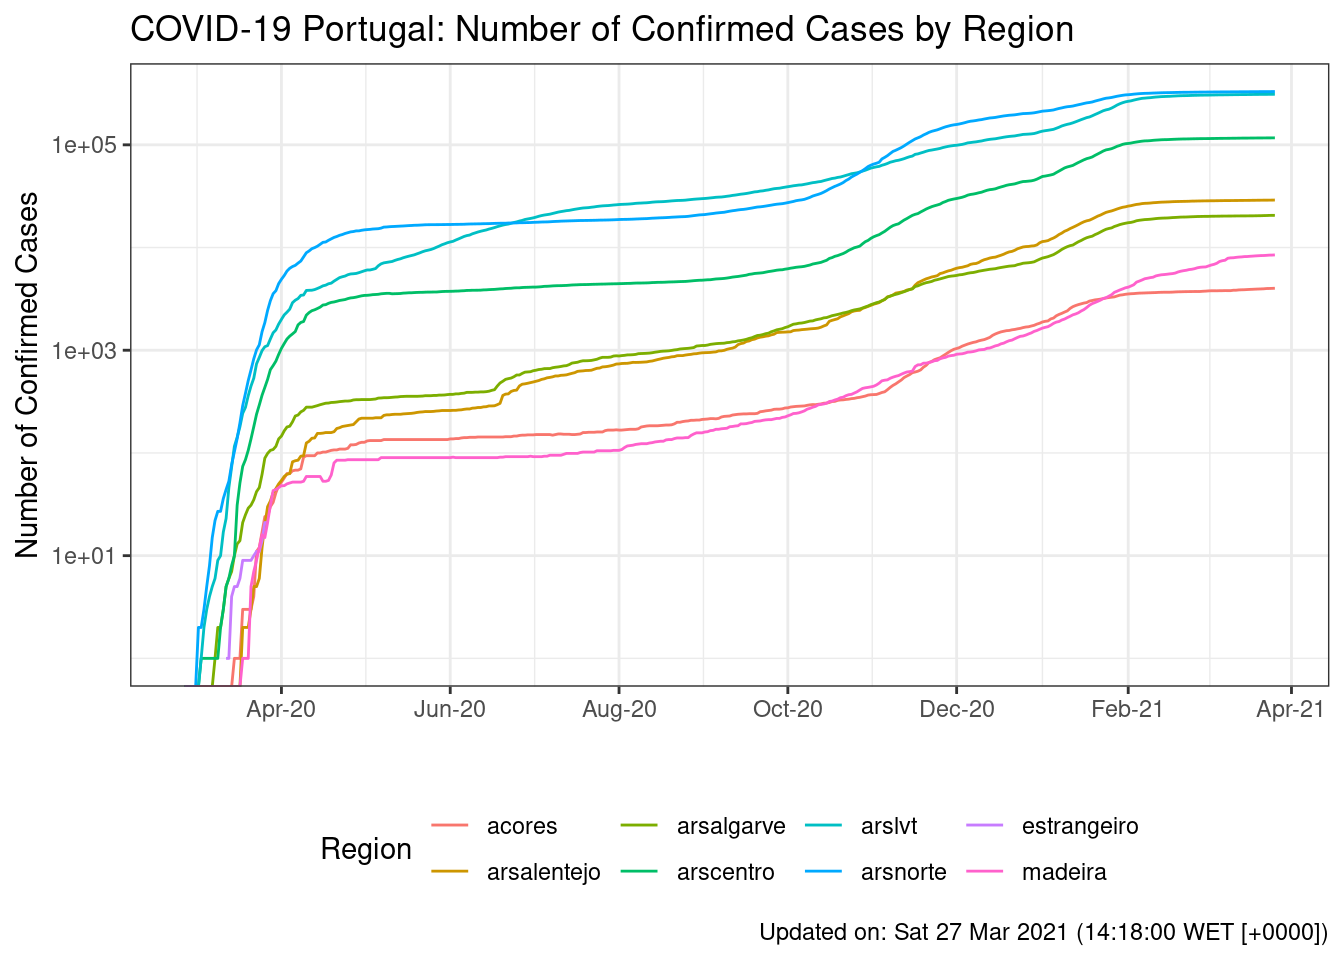 COVID-19 Portugal: Number of Confirmed Cases by Region
Number of Confirmed Cases
1e+05
1e+03
1e+01
Apr-20 Jun-20 Aug-20 Oct-20 Dec-20 Feb-21 Apr-21
Region
acores arsalgarve arslvt estrangeiro
arsalentejo arscentro arsnorte madeira
Updated on: Sat 27 Mar 2021 (14:18:00 WET [+0000])